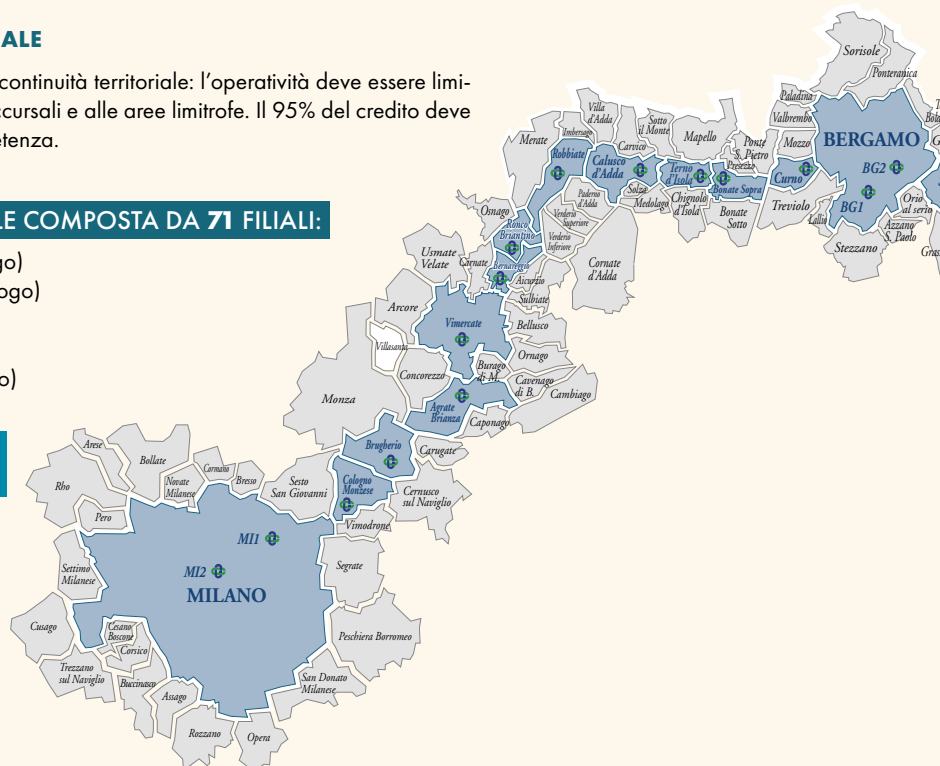 ALE
continuità territoriale: l'operatività deve essere limi-
ccursali e alle aree limitrofe. Il 95% del credito deve
etenza.
LE COMPOSTA DA 71 FILIALI:
go)
ogo)
o)
Sorisole
Ponteranica
Paladina
Valbrembo
Mozzo
BERGAMO
BG2
BG1
Curno
Treviolo
Lallio
Stezzano
Azzano
S. Paolo
Orio
al serio
Grass
Villa
d'Adda
Sotto
il Monte
Mapello
Ponte
S. Pietro
Presezzo
Imbersago
Carvico
Merate
Robbiate
Calusco
d'Adda
Terno
d'Isola
Bonate Sopra
Solza
Medolago
Chignolo
d'Isola
Bonate
Sotto
Paderno
d'Adda
Verderio
Superiore
Verderio
Inferiore
Cornate
d'Adda
Osnago
Ronco
Briantino
Bernareggio
Usmate
Velate
Carnate
Aicurzio
Sulbiate
Arcore
Vimercate
Bellusco
Villasanta
Ornago
Burago
di M.
Concorezzo
Cavenago
di B.
Cambiago
Monza
Agrate
Brianza
Caponago
Brugherio
Carugate
Cologno
Monzese
Cernusco
sul Naviglio
Vimodrone
Arese
Bollate
Cormano
Bresso
Novate
Milanese
Sesto
San Giovanni
Rho
Pero
MI1
MI2
MILANO
Segrate
Settimo
Milanese
Cusago
Cesano
Boscone
Corsico
Trezzano
sul Naviglio
Buccinasco
Assago
Rozzano
Opera
San Donato
Milanese
Peschiera Borromeo